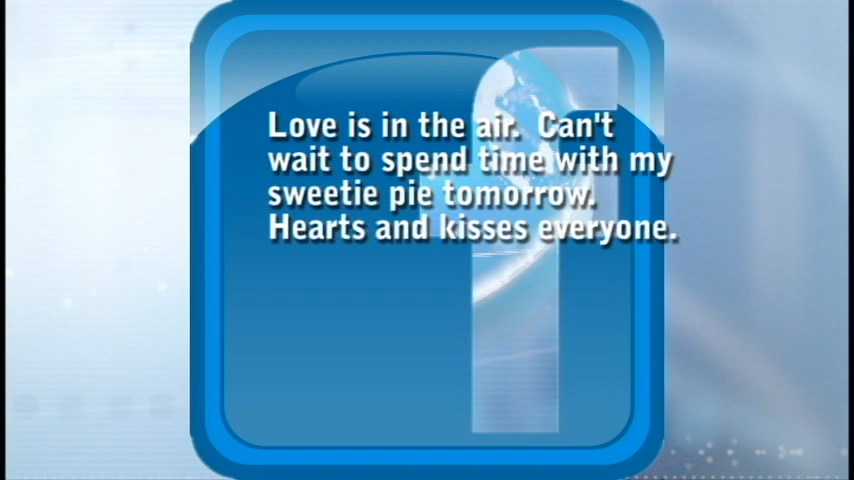 Love is in the air.  Can't
wait to spend time with my
sweetie pie tomorrow.
Hearts and kisses everyone.